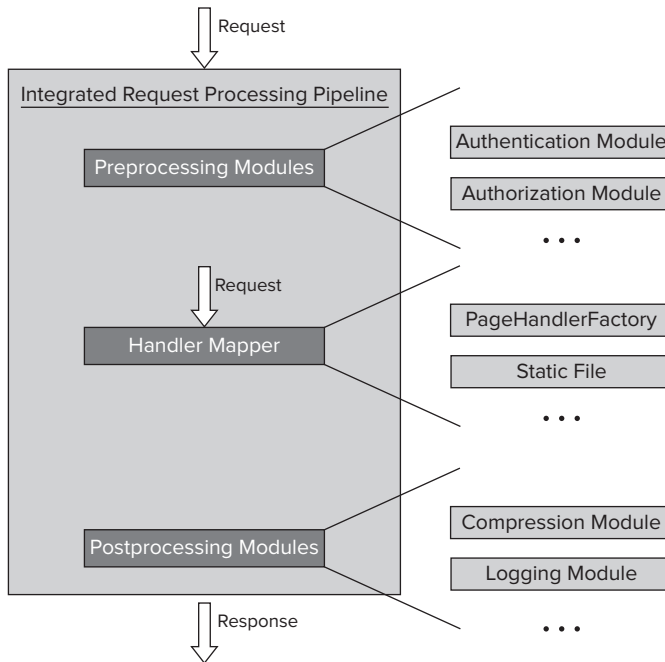 Request
Integrated Request Processing Pipeline
Preprocessing Modules
Authentication Module
Authorization Module
• • •
Request
Handler Mapper
PageHandlerFactory
Static File
• • •
Postprocessing Modules
Compression Module
Logging Module
• • •
Response